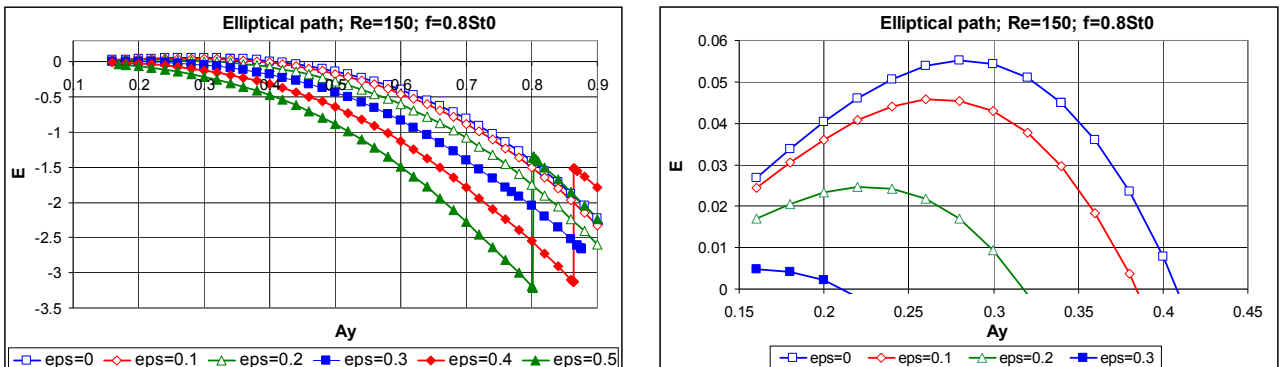 Elliptical path; Re=150; f=0.8St0
0.5
0
-0.5
-1
-1.5
-2
-2.5
-3
-3.5
0.1 0.2 0.3 0.4 0.5 0.6 0.7 0.8 0.9
E
Ay
eps=0 eps=0.1 eps=0.2 eps=0.3 eps=0.4 eps=0.5
Elliptical path; Re=150; f=0.8St0
0.06
0.05
0.04
0.03
0.02
0.01
0
0.15 0.2 0.25 0.3 0.35 0.4 0.45
E
Ay
eps=0 eps=0.1 eps=0.2 eps=0.3